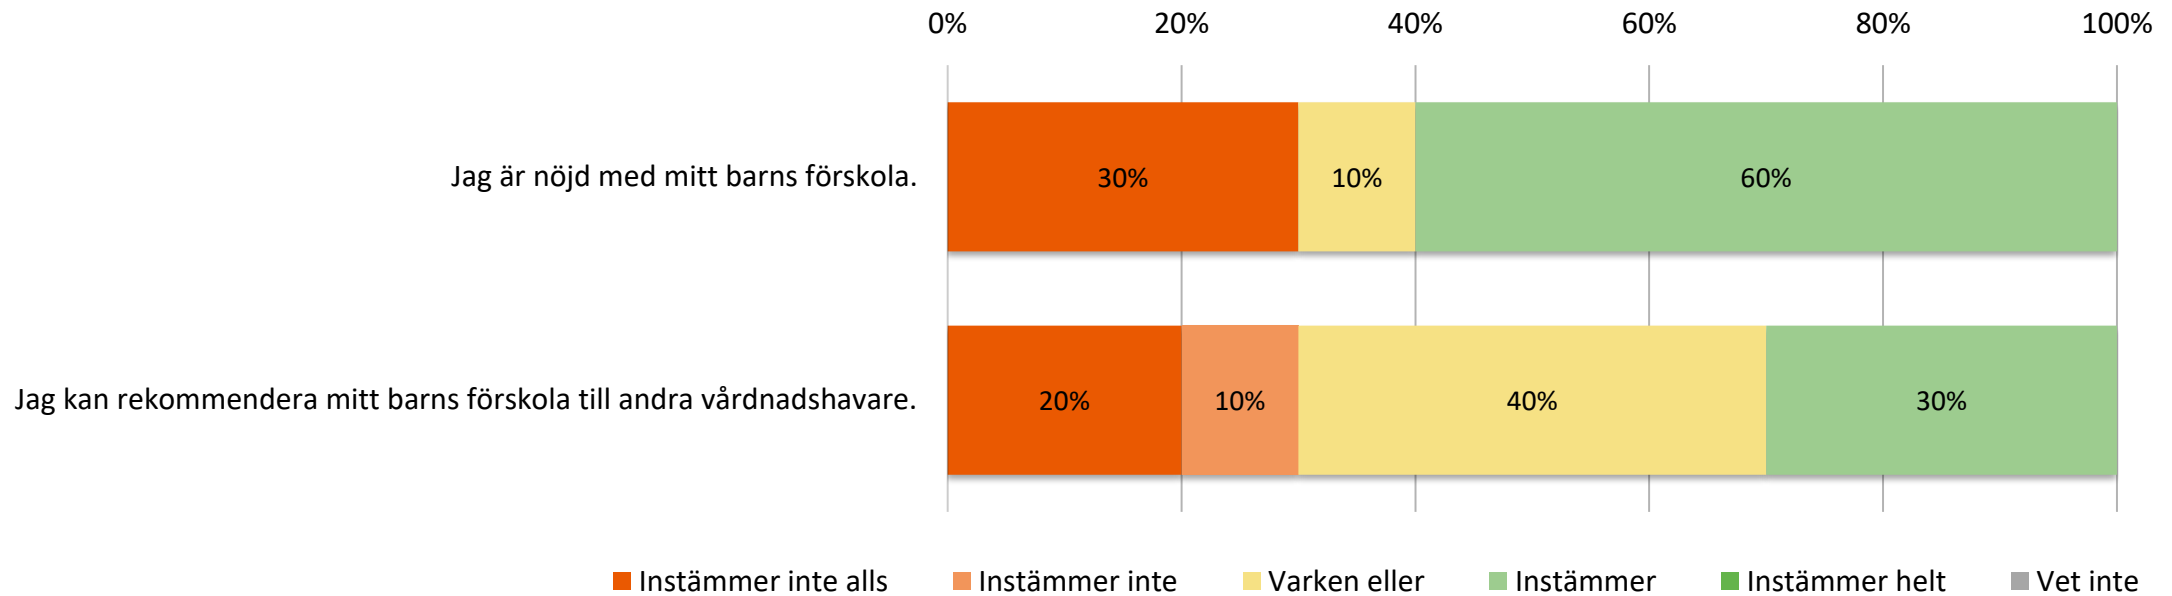 0% 20% 40% 60% 80% 100%
Jag är nöjd med mitt barns förskola. 30% 10% 60%
Jag kan rekommendera mitt barns förskola till andra vårdnadshavare. 20% 10% 40% 30%
Instämmer inte alls Instämmer inte Varken eller Instämmer Instämmer helt Vet inte